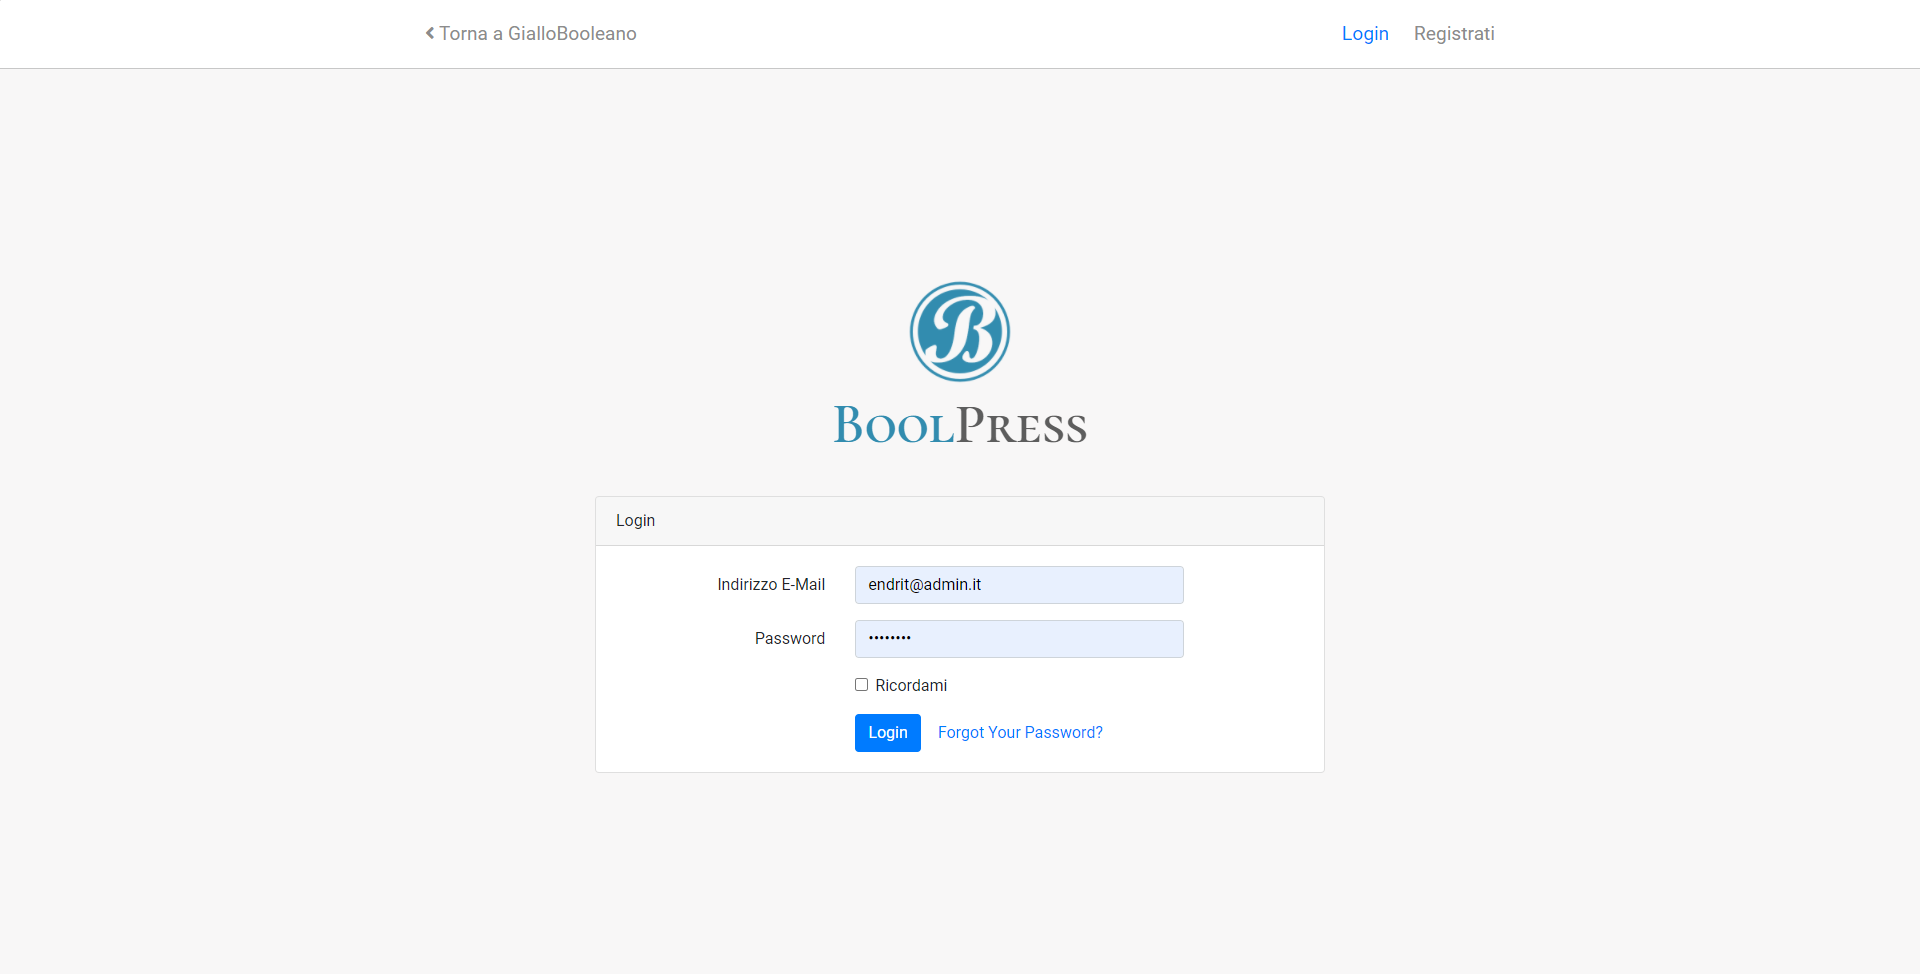 Torna a GialloBooleano
Login
Registrati
B
BoolPress
Login
Indirizzo E-Mail
endrit@admin.it
Password
••••••••
Ricordami
Login
Forgot Your Password?